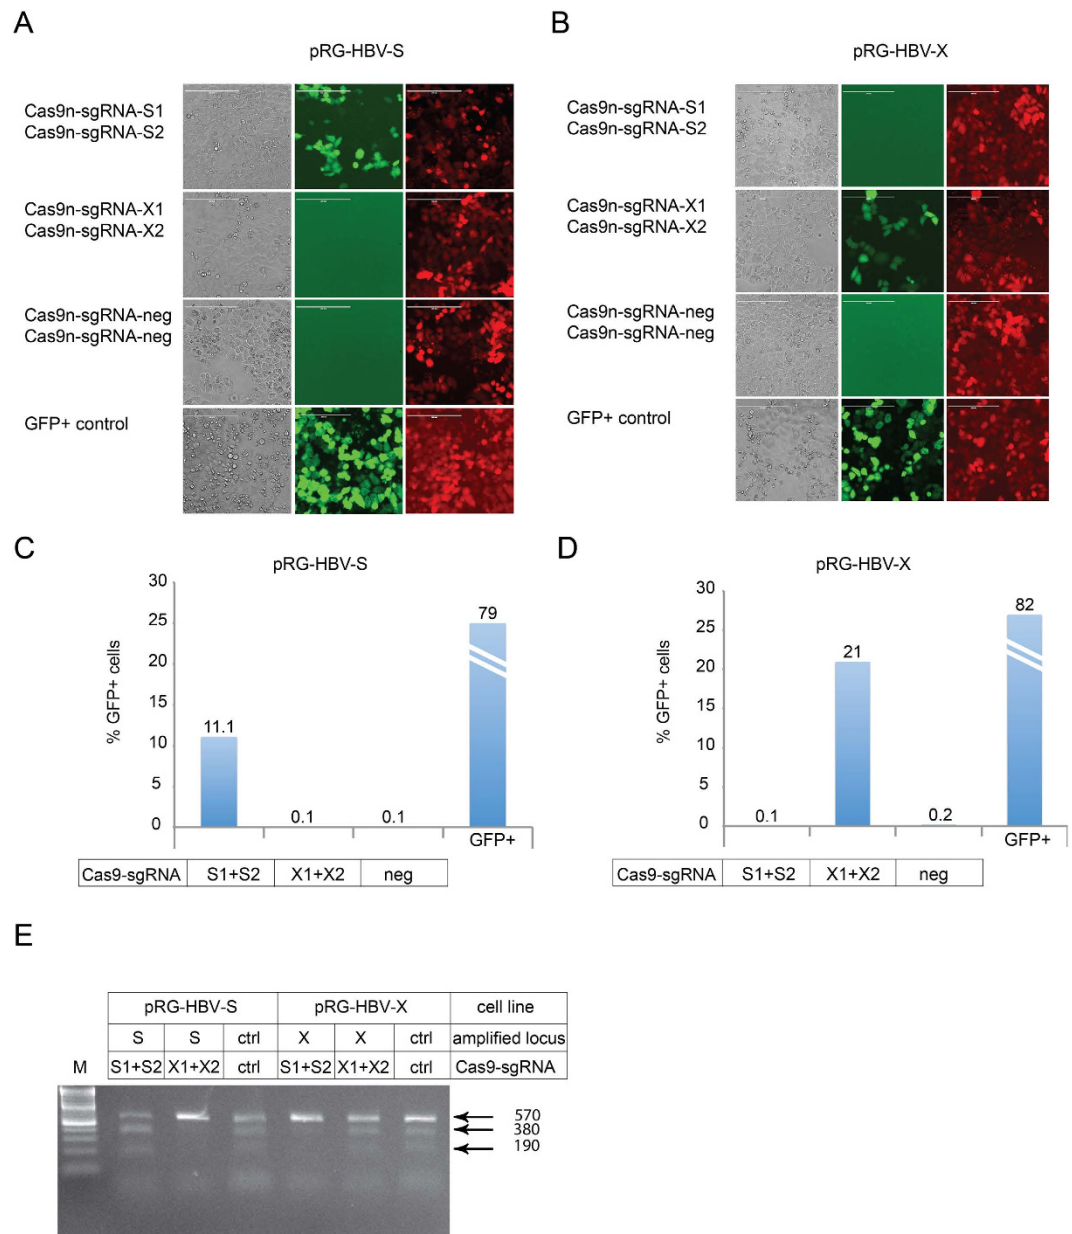 A
pRG-HBV-S
Cas9n-sgRNA-S1
Cas9n-sgRNA-S2
Cas9n-sgRNA-X1
Cas9n-sgRNA-X2
Cas9n-sgRNA-neg
Cas9n-sgRNA-neg
GFP+ control
B
pRG-HBV-X
Cas9n-sgRNA-S1
Cas9n-sgRNA-S2
Cas9n-sgRNA-X1
Cas9n-sgRNA-X2
Cas9n-sgRNA-neg
Cas9n-sgRNA-neg
GFP+ control
C
pRG-HBV-S
% GFP+ cells
30
25
20
15
10
5
0
11.1
0.1
0.1
79
GFP+
Cas9-sgRNA S1+S2 X1+X2 neg
D
pRG-HBV-X
% GFP+ cells
30
25
20
15
10
5
0
0.1
21
0.2
82
GFP+
Cas9-sgRNA S1+S2 X1+X2 neg
E
pRG-HBV-S pRG-HBV-X cell line
S S ctrl X X ctrl amplified locus
M S1+S2 X1+X2 ctrl S1+S2 X1+X2 ctrl Cas9-sgRNA
570
380
190